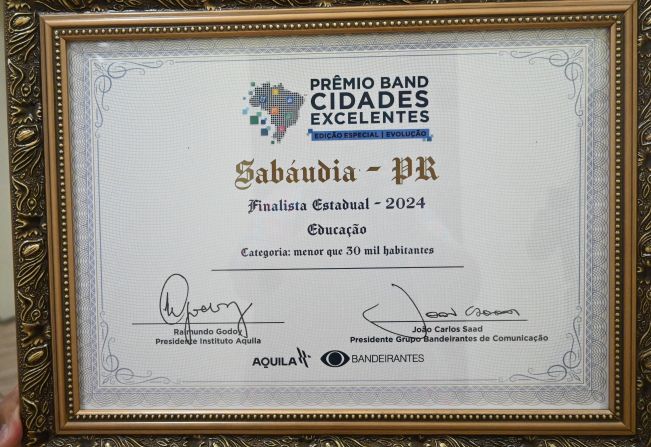 PRÊMIO BAND
CIDADES
EXCELENTES
EDIÇÃO ESPECIAL | EVOLUÇÃO
Sabáudia - PR
Finalista Estadual - 2024
Educação
Categoria: menor que 30 mil habitantes
Raimundo Godoy
Presidente Instituto Aquila
João Carlos Saad
Presidente Grupo Bandeirantes de Comunicação
AQUILA
BANDEIRANTES